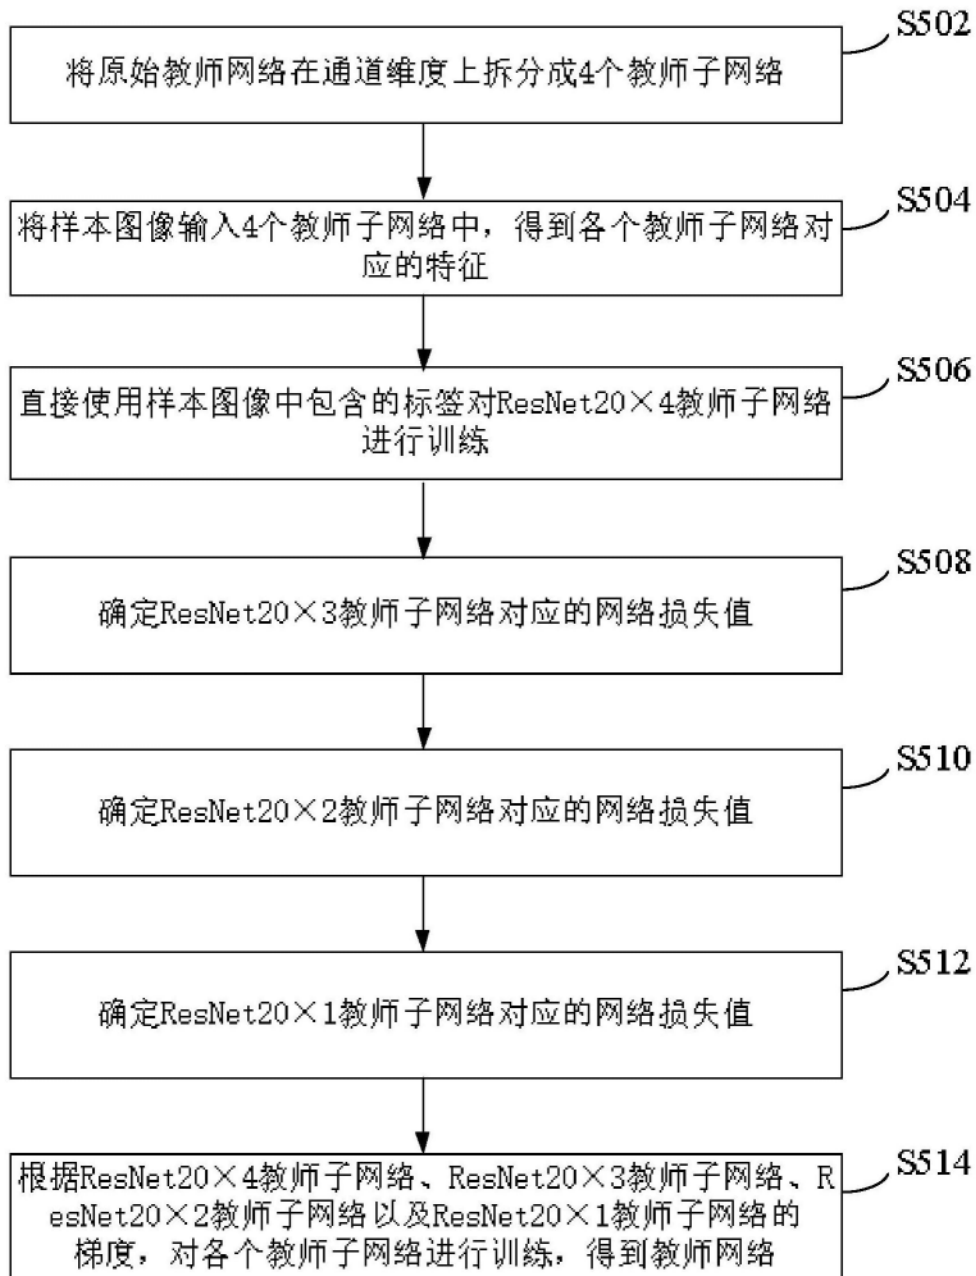 S502
将原始教师网络在通道维度上拆分成4个教师子网络
S504
将样本图像输入4个教师子网络中，得到各个教师子网络对
应的特征
S506
直接使用样本图像中包含的标签对ResNet20×4教师子网络
进行训练
S508
确定ResNet20×3教师子网络对应的网络损失值
S510
确定ResNet20×2教师子网络对应的网络损失值
S512
确定ResNet20×1教师子网络对应的网络损失值
S514
根据ResNet20×4教师子网络、ResNet20×3教师子网络、R
esNet20×2教师子网络以及ResNet20×1教师子网络的
梯度，对各个教师子网络进行训练，得到教师网络